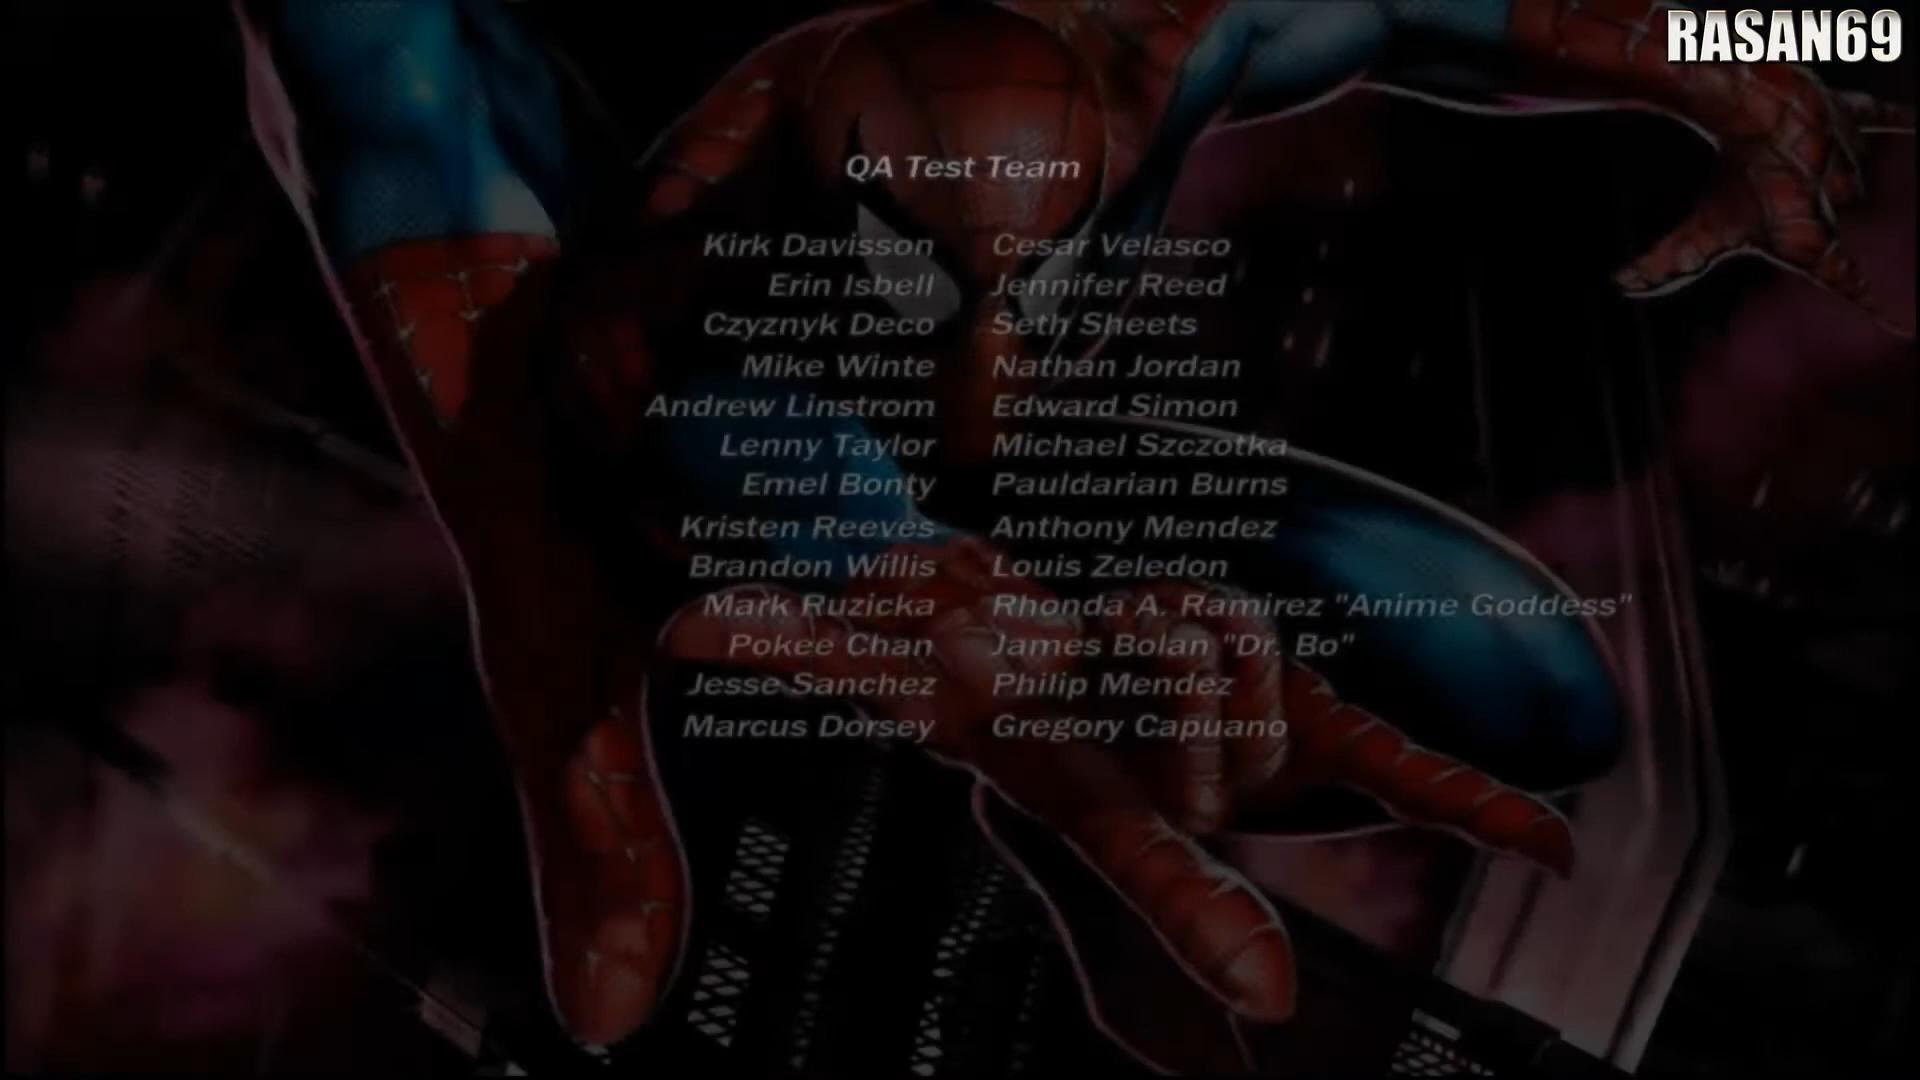 RASAN69
QA Test Team
Kirk Davisson Cesar Velasco
Erin Isbell Jennifer Reed
Czyznyk Deco Seth Sheets
Mike Winte Nathan Jordan
Andrew Linstrom Edward Simon
Lenny Taylor Michael Szczotka
Emel Bonty Pauldarian Burns
Kristen Reeves Anthony Mendez
Brandon Willis Louis Zeledon
Mark Ruzicka Rhonda A. Ramirez "Anime Goddess"
Pokee Chan James Bolan "Dr. Bo"
Jesse Sanchez Philip Mendez
Marcus Dorsey Gregory Capuano